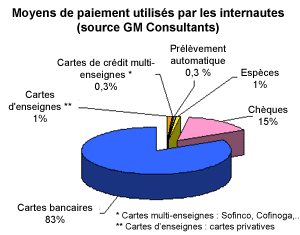 Moyens de paiement utilisés par les internautes
(source GM Consultants)
Prélèvement
automatique
0,3 %
Cartes de crédit multi-
enseignes *
0,3%
Espèces
1%
Cartes
d'enseignes **
1%
Chèques
15%
Cartes bancaires
83%
* Cartes multi-enseignes : Sofinco, Cofinoga,..
** Cartes d'enseignes : cartes privatives